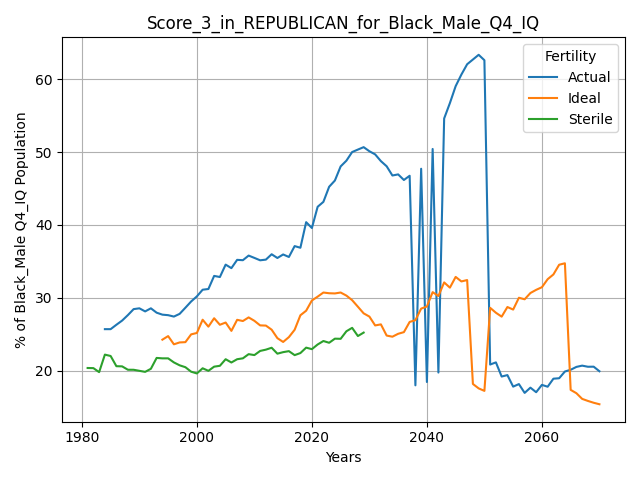 Score_3_in_REPUBLICAN_for_Black_Male_Q4_IQ
Fertility
Actual
Ideal
Sterile
% of Black_Male Q4_IQ Population
60
50
40
30
20
1980
2000
2020
2040
2060
Years